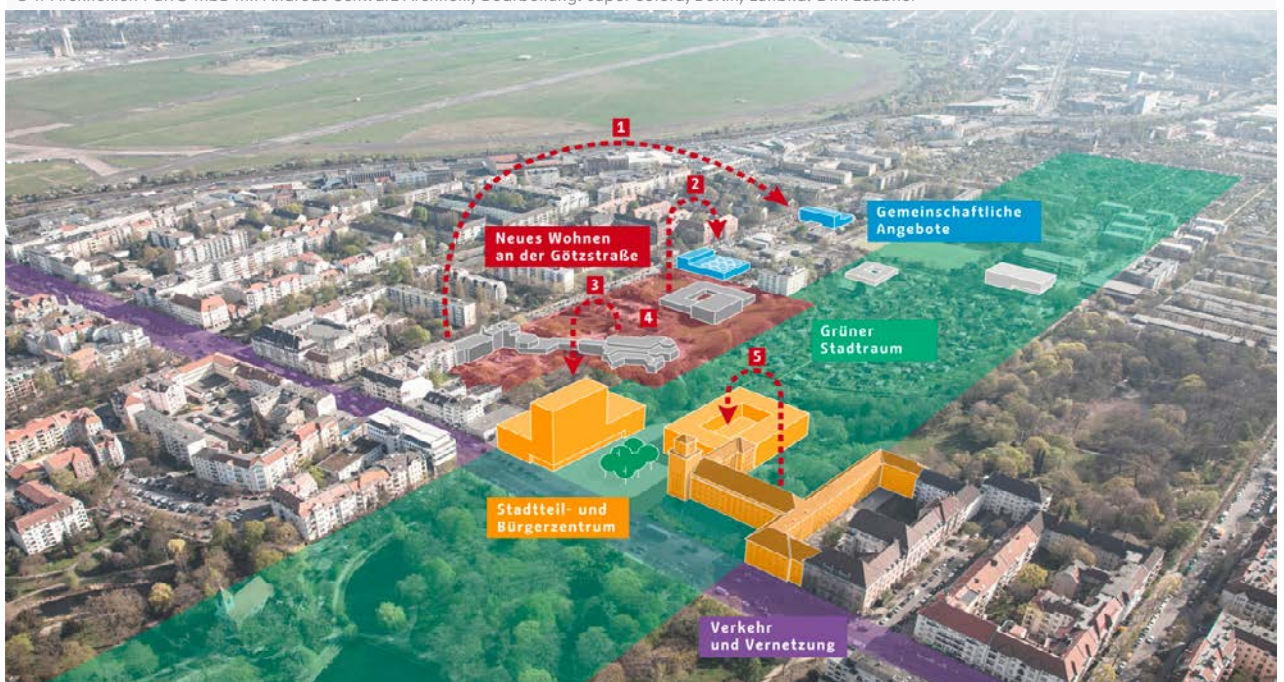 1
2
Gemeinschaftliche
Angebote
Neues Wohnen
an der Götzstraße
3
4
Grüner
Stadtraum
5
Stadtteil- und
Bürgerzentrum
Verkehr
und Vernetzung